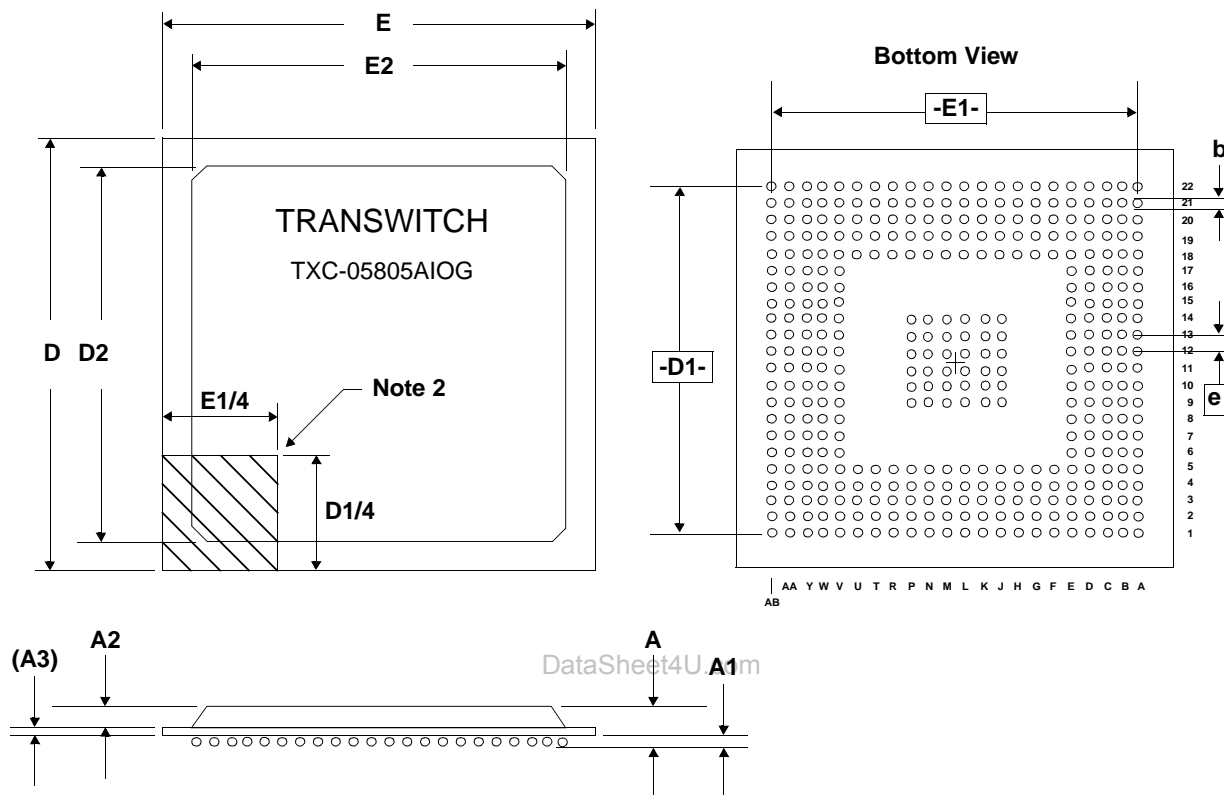 E
E2
Bottom View
-E1-
b
TRANSWITCH
TXC-05805AIOG
D
D2
Note 2
E1/4
D1/4
-D1-
e
22
21
20
19
18
17
16
15
14
13
12
11
10
9
8
7
6
5
4
3
2
1
AB AA Y W V U T R P N M L K J H G F E D C B A
(A3)
A2
A
A1
DataSheet4U.com